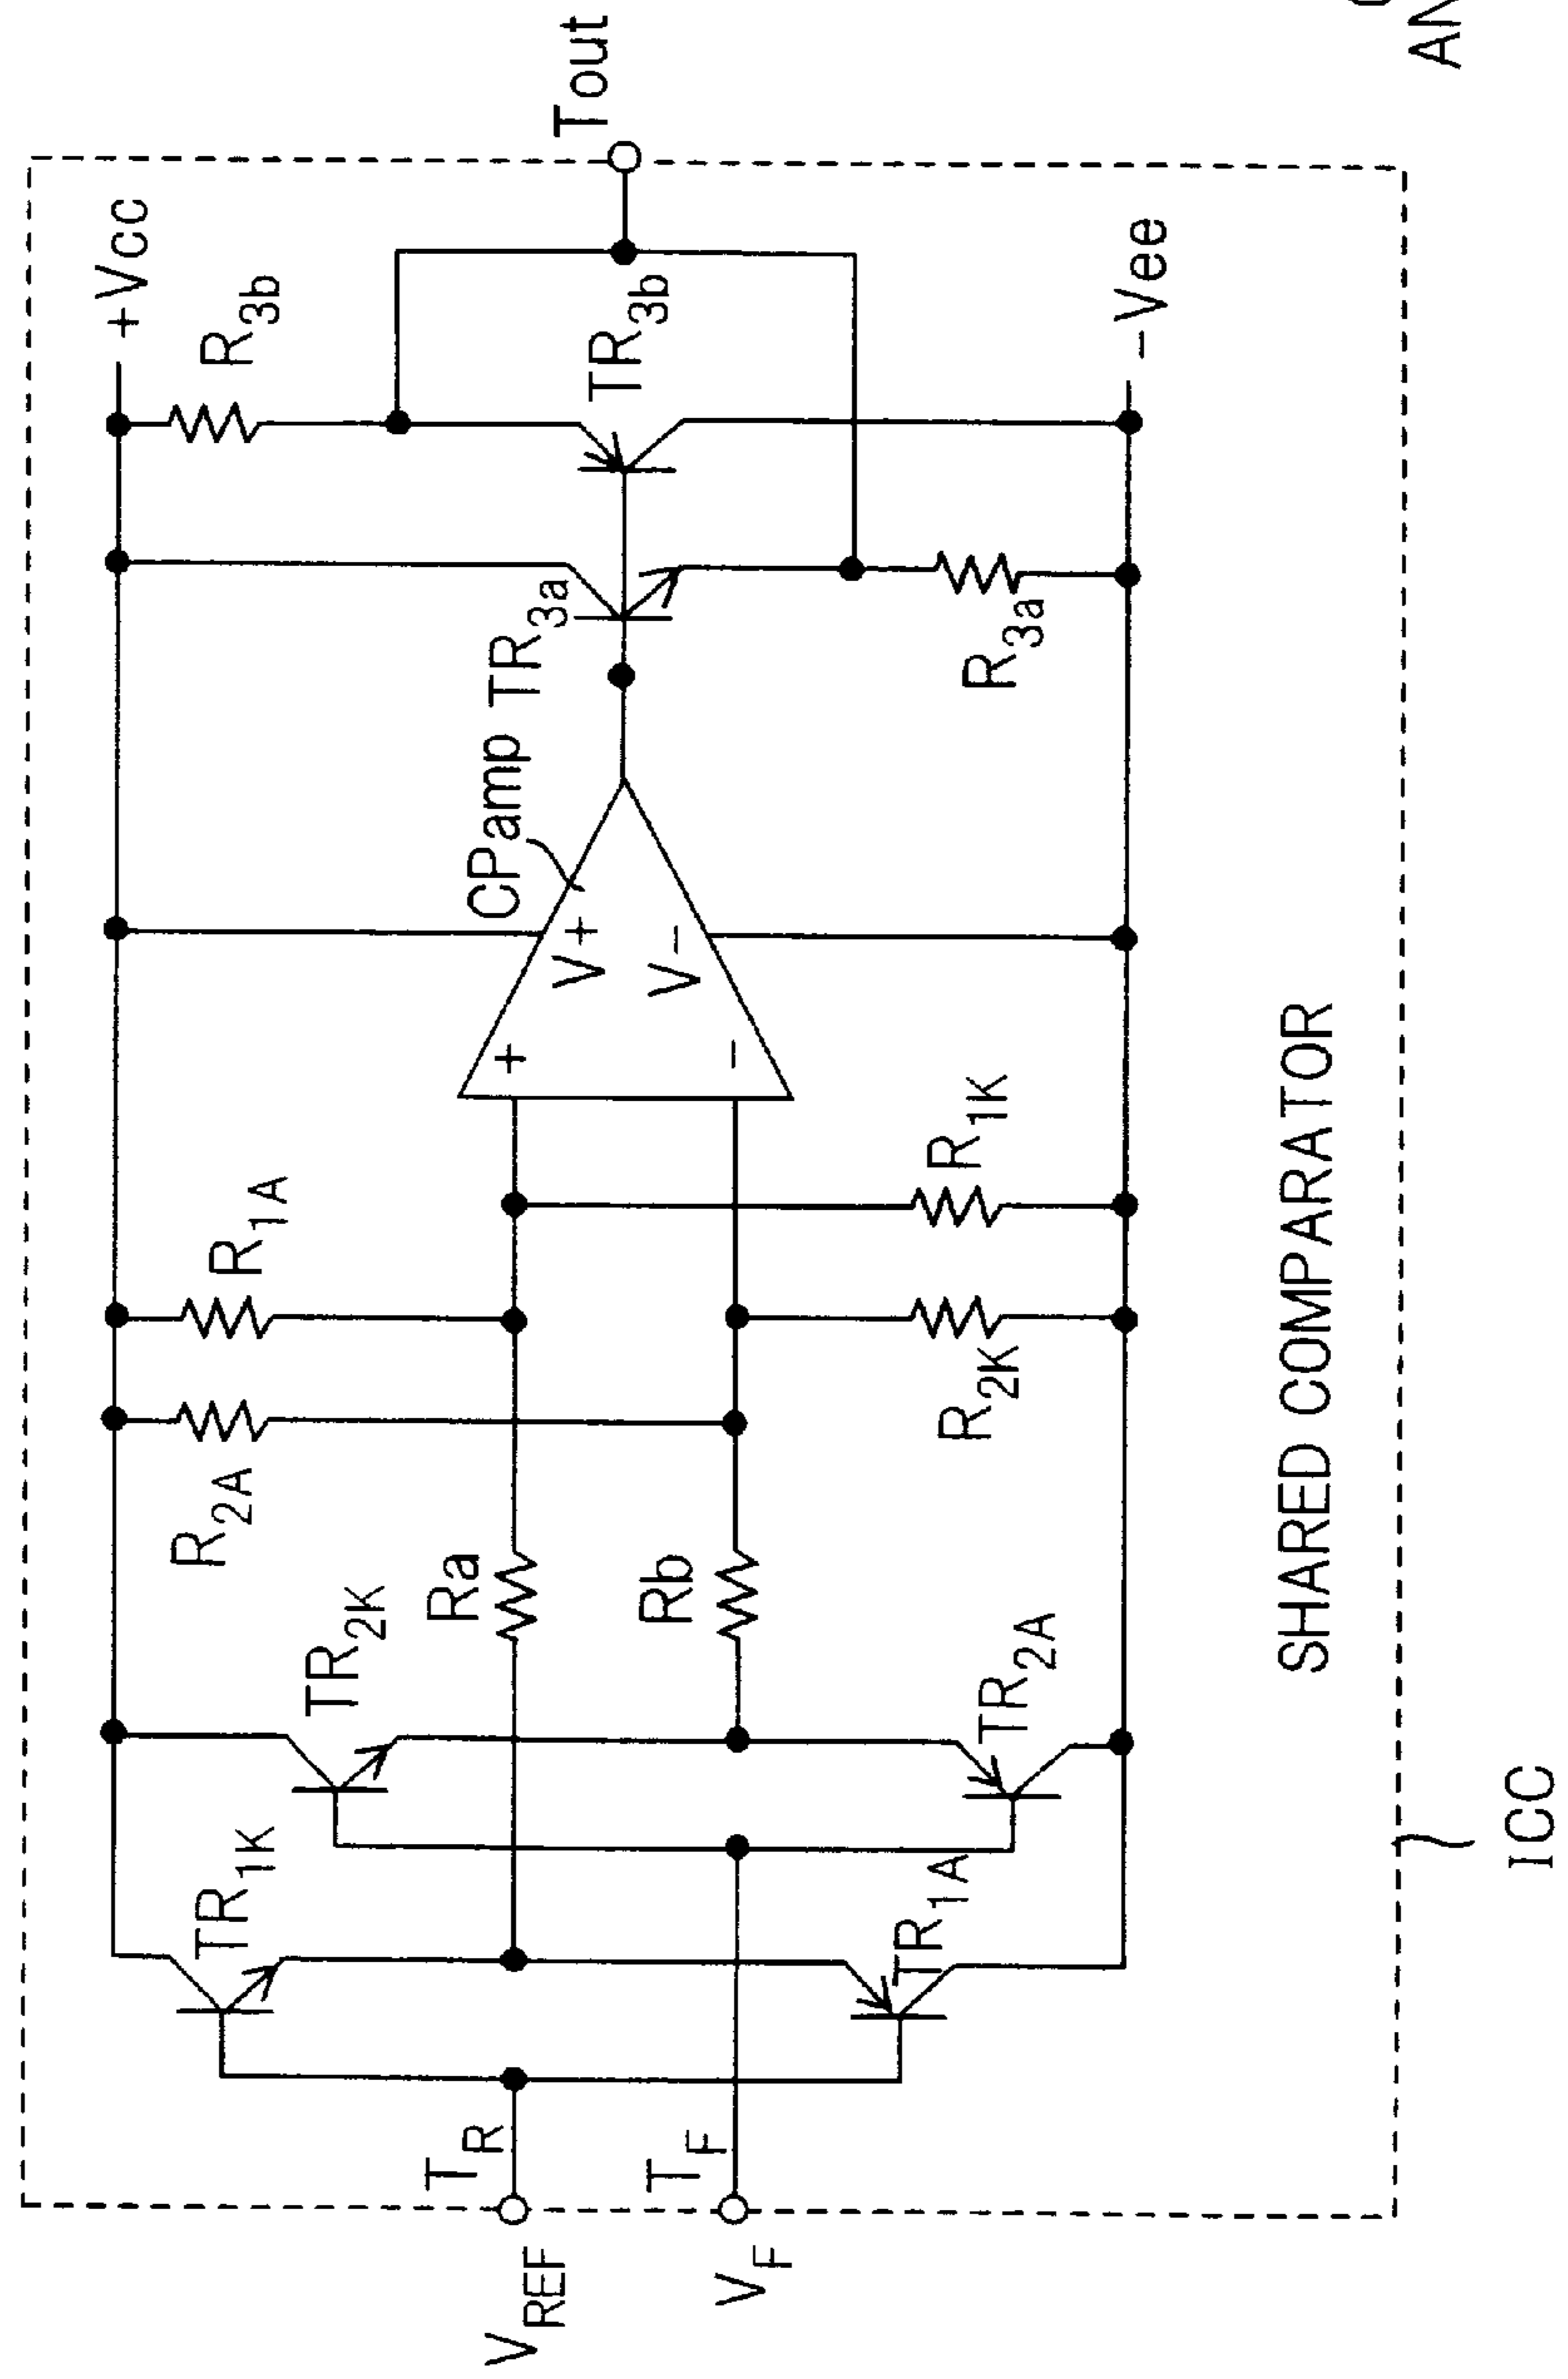 +Vcc
R3b
Tout
TR3b
-Vee
TR3a
R3a
CPamp
V+
V-
+
-
R1A
R1K
R2A
R2K
TR2K
Ra
Rb
TR2A
TR1K
TR1A
TR
TF
VREF
VF
SHARED COMPARATOR
ICC
AN